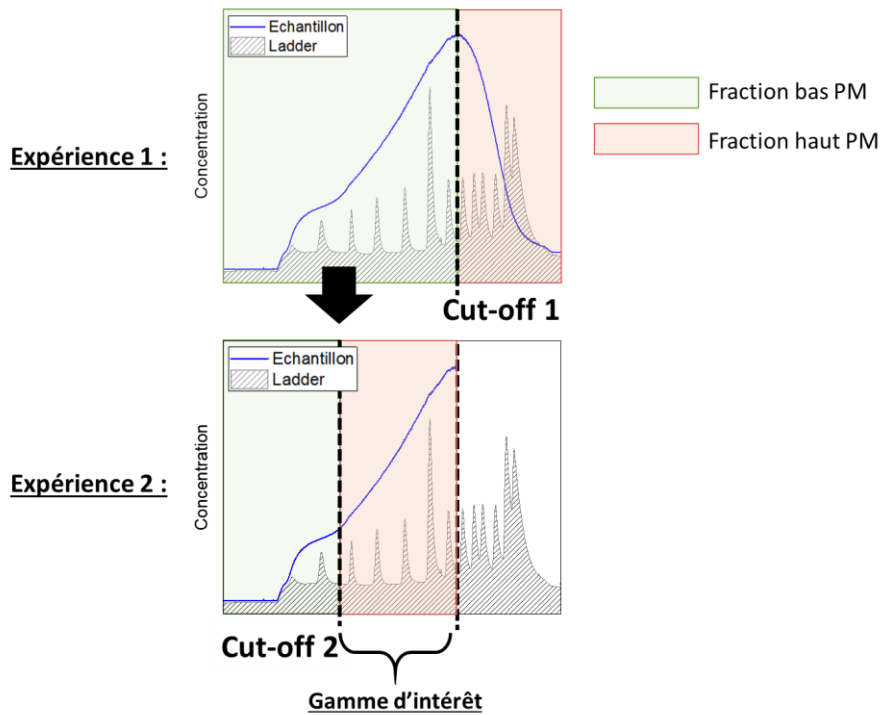 Echantillon
Ladder
Fraction bas PM
Fraction haut PM
Expérience 1 :
Concentration
Cut-off 1
Echantillon
Ladder
Expérience 2 :
Concentration
Cut-off 2
Gamme d'intérêt